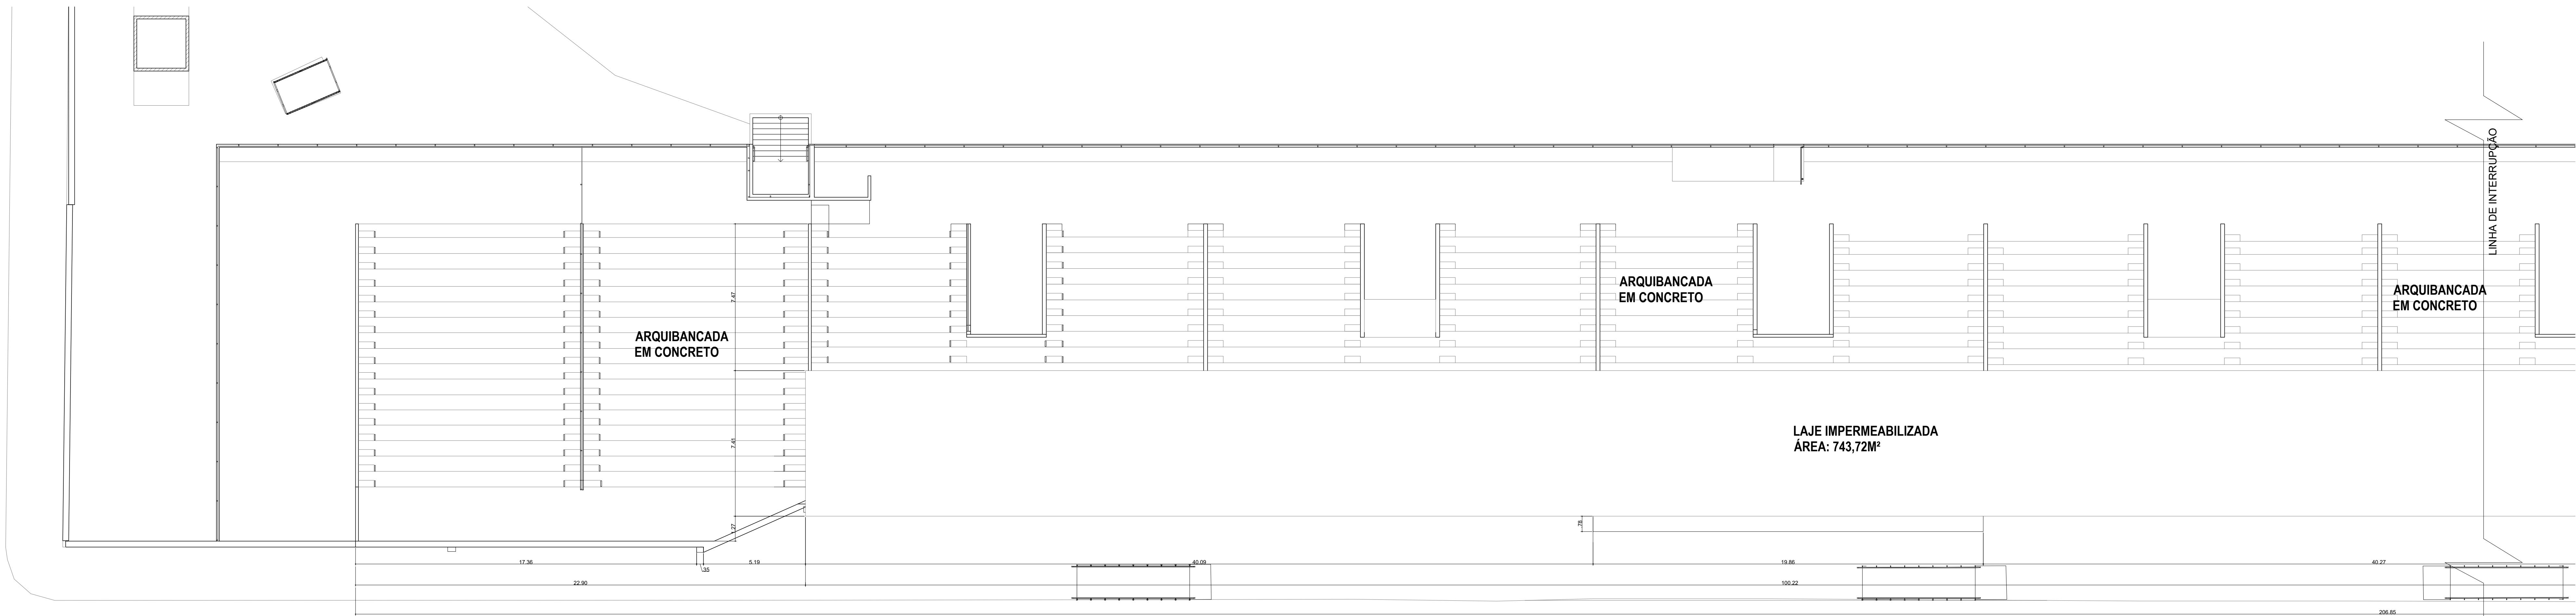 LINHA DE INTERRUPÇÃO
ARQUIBANCADA
EM CONCRETO
ARQUIBANCADA
EM CONCRETO
ARQUIBANCADA
EM CONCRETO
7.47
7.41
1.27
LAJE IMPERMEABILIZADA
ÁREA: 743,72M²
.78
17.36
.35
5.19
40.09
19.86
40.27
22.90
100.22
206.85